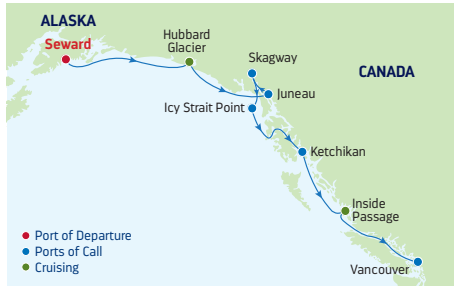 ALASKA
Seward
Hubbard
Glacier
Skagway
CANADA
Juneau
Icy Strait Point
Ketchikan
Inside
Passage
Vancouver
Port of Departure
Ports of Call
Cruising